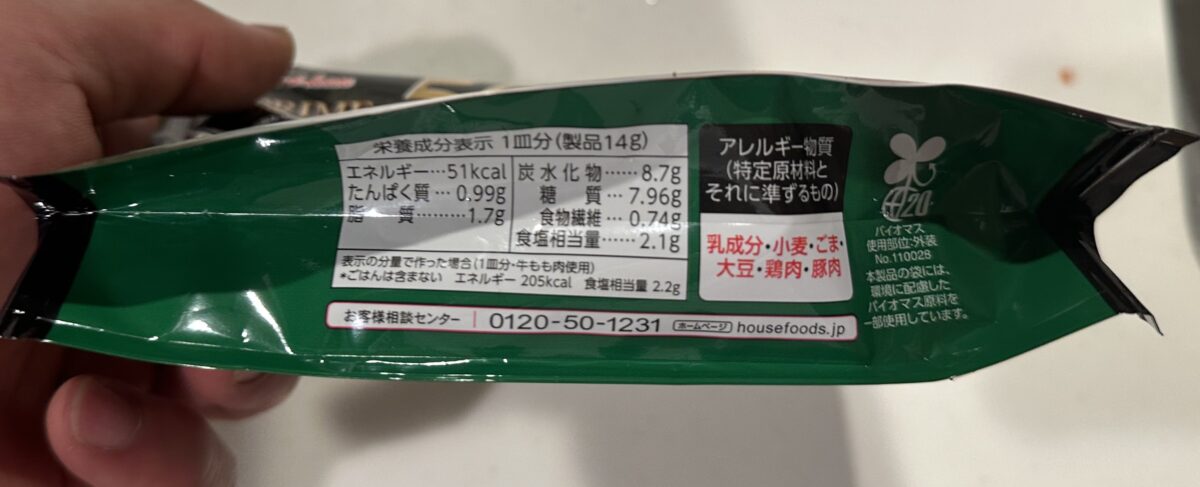 PRIME
栄養成分表示 1皿分(製品14g)
エネルギー…51kcal
たんぱく質…0.99g
脂質………1.7g
炭水化物……8.7g
糖質…7.96g
食物繊維…0.74g
食塩相当量……2.1g
表示の分量で作った場合(1皿分・牛もも肉使用)
*ごはんは含まない エネルギー 205kcal 食塩相当量 2.2g
アレルギー物質
(特定原材料と
それに準ずるもの)
乳成分・小麦・ごま・
大豆・鶏肉・豚肉
20
バイオマス
使用部位:外装
No.110028
本製品の袋には、
環境に配慮した
バイオマス原料を
一部使用しています。
お客様相談センター 0120-50-1231 ホームページ housefoods.jp